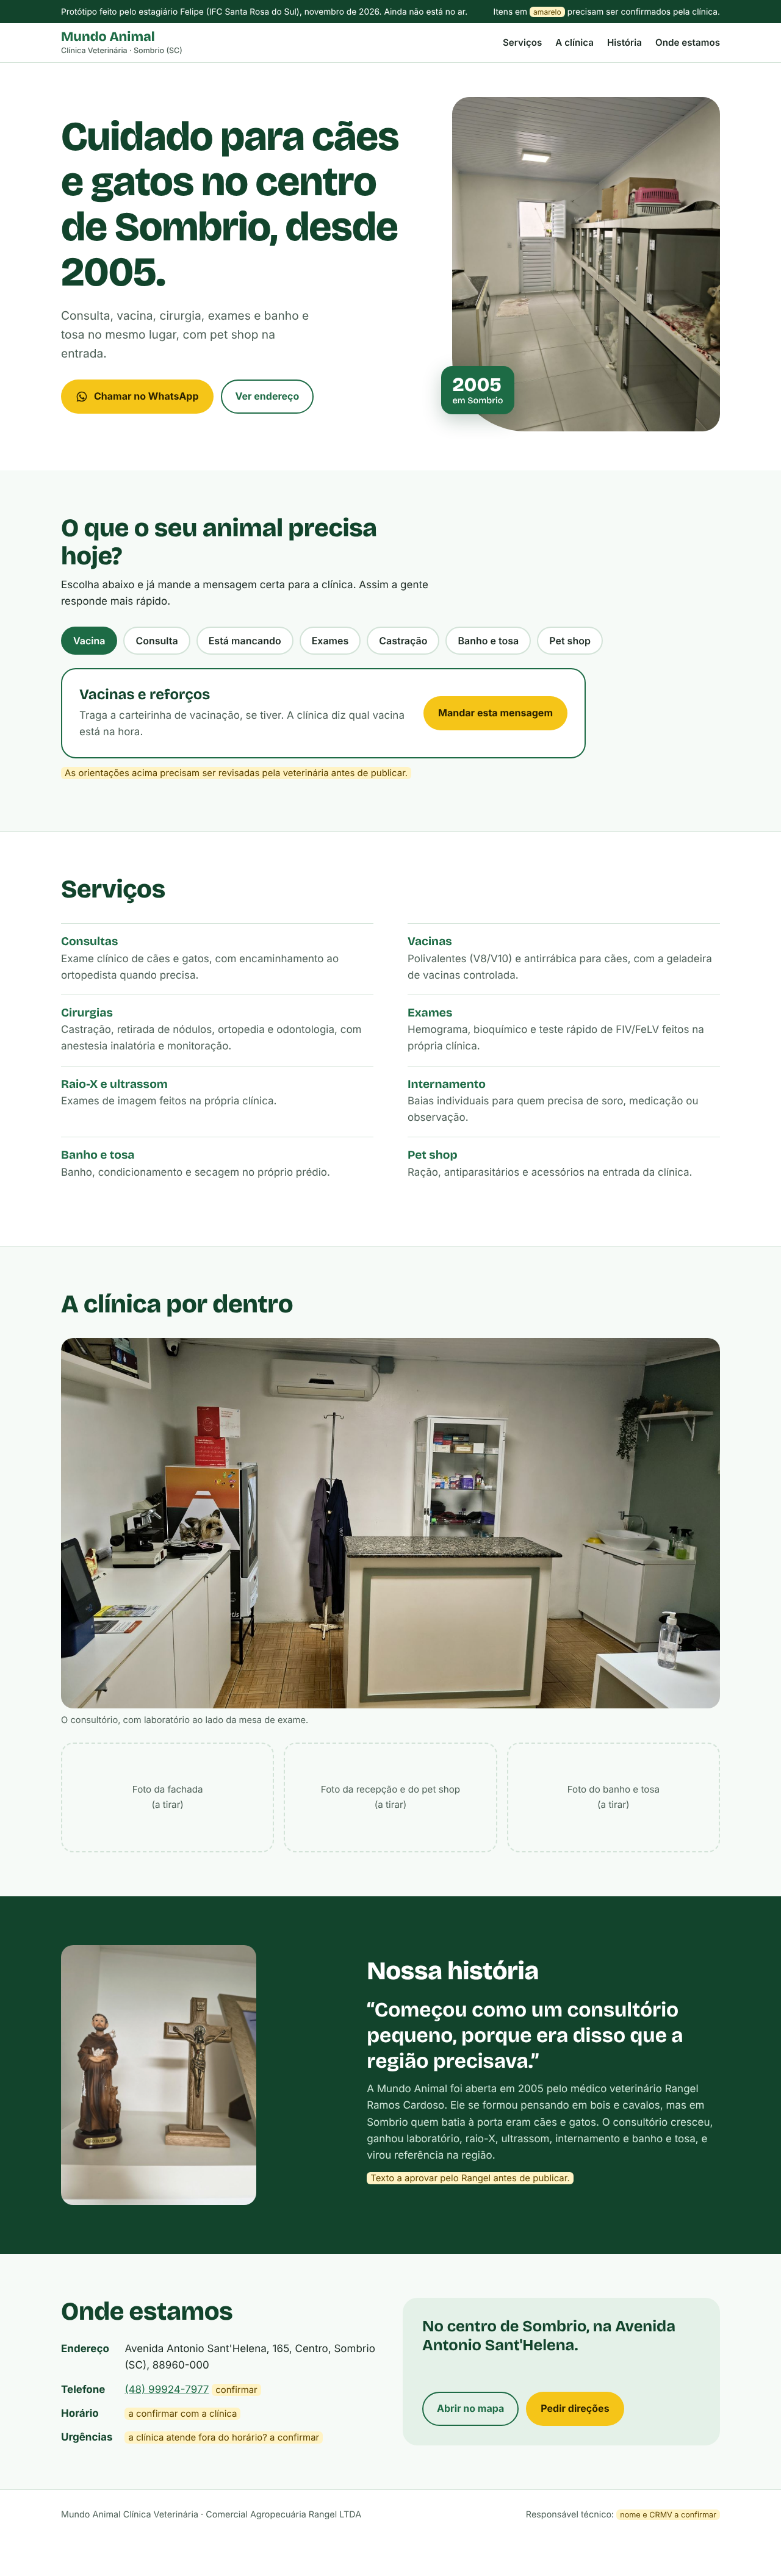 Protótipo feito pelo estagiário Felipe (IFC Santa Rosa do Sul), novembro de 2026. Ainda não está no ar.
Itens em amarelo precisam ser confirmados pela clínica.
Mundo Animal
Clínica Veterinária · Sombrio (SC)
Serviços
A clínica
História
Onde estamos
Cuidado para cães
e gatos no centro
de Sombrio, desde
2005.
Consulta, vacina, cirurgia, exames e banho e
tosa no mesmo lugar, com pet shop na
entrada.
Chamar no WhatsApp
Ver endereço
2005
em Sombrio
O que o seu animal precisa
hoje?
Escolha abaixo e já mande a mensagem certa para a clínica. Assim a gente
responde mais rápido.
Vacina
Consulta
Está mancando
Exames
Castração
Banho e tosa
Pet shop
Vacinas e reforços
Traga a carteirinha de vacinação, se tiver. A clínica diz qual vacina
está na hora.
Mandar esta mensagem
As orientações acima precisam ser revisadas pela veterinária antes de publicar.
Serviços
Consultas
Exame clínico de cães e gatos, com encaminhamento ao
ortopedista quando precisa.
Vacinas
Polivalentes (V8/V10) e antirrábica para cães, com a geladeira
de vacinas controlada.
Cirurgias
Castração, retirada de nódulos, ortopedia e odontologia, com
anestesia inalatória e monitoração.
Exames
Hemograma, bioquímico e teste rápido de FIV/FeLV feitos na
própria clínica.
Raio-X e ultrassom
Exames de imagem feitos na própria clínica.
Internamento
Baias individuais para quem precisa de soro, medicação ou
observação.
Banho e tosa
Banho, condicionamento e secagem no próprio prédio.
Pet shop
Ração, antiparasitários e acessórios na entrada da clínica.
A clínica por dentro
O consultório, com laboratório ao lado da mesa de exame.
Foto da fachada
(a tirar)
Foto da recepção e do pet shop
(a tirar)
Foto do banho e tosa
(a tirar)
Nossa história
“Começou como um consultório
pequeno, porque era disso que a
região precisava.”
A Mundo Animal foi aberta em 2005 pelo médico veterinário Rangel
Ramos Cardoso. Ele se formou pensando em bois e cavalos, mas em
Sombrio quem batia à porta eram cães e gatos. O consultório cresceu,
ganhou laboratório, raio-X, ultrassom, internamento e banho e tosa, e
virou referência na região.
Texto a aprovar pelo Rangel antes de publicar.
Onde estamos
Endereço
Avenida Antonio Sant'Helena, 165, Centro, Sombrio
(SC), 88960-000
Telefone
(48) 99924-7977 confirmar
Horário
a confirmar com a clínica
Urgências
a clínica atende fora do horário? a confirmar
No centro de Sombrio, na Avenida
Antonio Sant'Helena.
Abrir no mapa
Pedir direções
Mundo Animal Clínica Veterinária · Comercial Agropecuária Rangel LTDA
Responsável técnico: nome e CRMV a confirmar